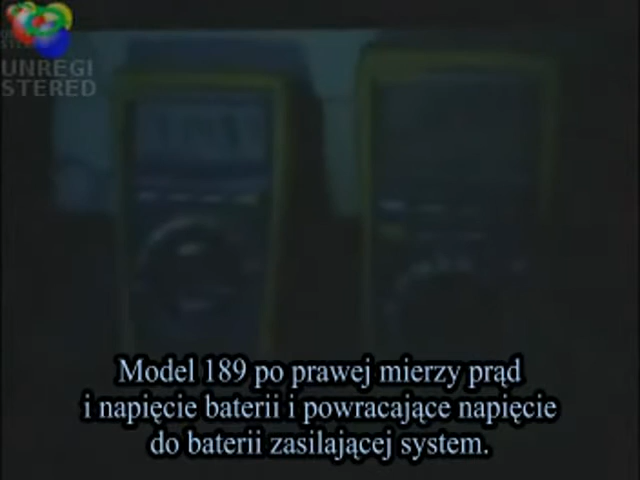 UNREGI
STERED
Model 189 po prawej mierzy prąd
i napięcie baterii i powracające napięcie
do baterii zasilającej system.